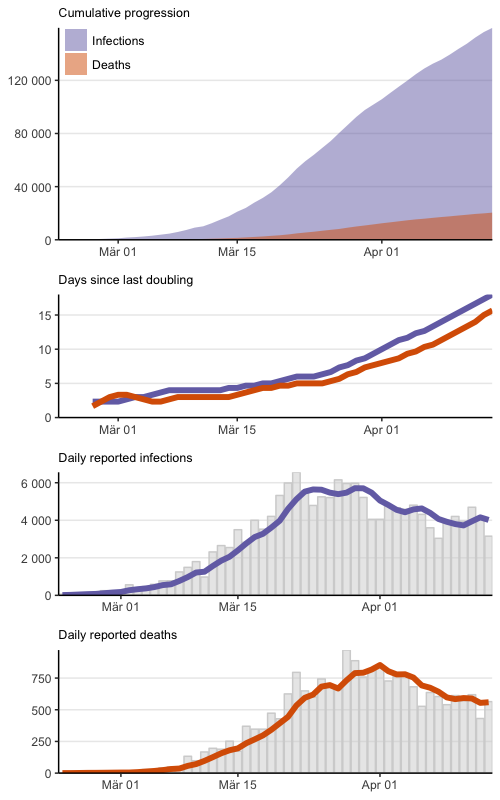 Cumulative progression
Infections
Deaths
120 000
80 000
40 000
0
Mär 01 Mär 15 Apr 01
Days since last doubling
15
10
5
0
Mär 01 Mär 15 Apr 01
Daily reported infections
6 000
4 000
2 000
0
Mär 01 Mär 15 Apr 01
Daily reported deaths
750
500
250
0
Mär 01 Mär 15 Apr 01